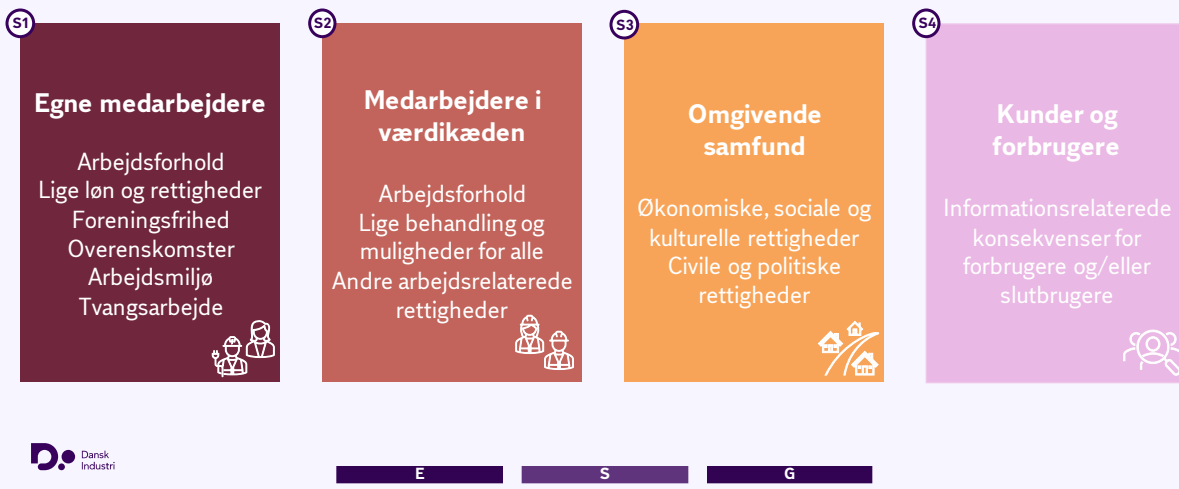 S1
Egne medarbejdere
Arbejdsforhold
Lige løn og rettigheder
Foreningsfrihed
Overenskomster
Arbejdsmiljø
Tvangsarbejde
S2
Medarbejdere i
værdikæden
Arbejdsforhold
Lige behandling og
muligheder for alle
Andre arbejdsrelaterede
rettigheder
S3
Omgivende
samfund
Økonomiske, sociale og
kulturelle rettigheder
Civile og politiske
rettigheder
S4
Kunder og
forbrugere
Informationsrelaterede
konsekvenser for
forbrugere og/eller
slutbrugere
Dansk
Industri
E
S
G